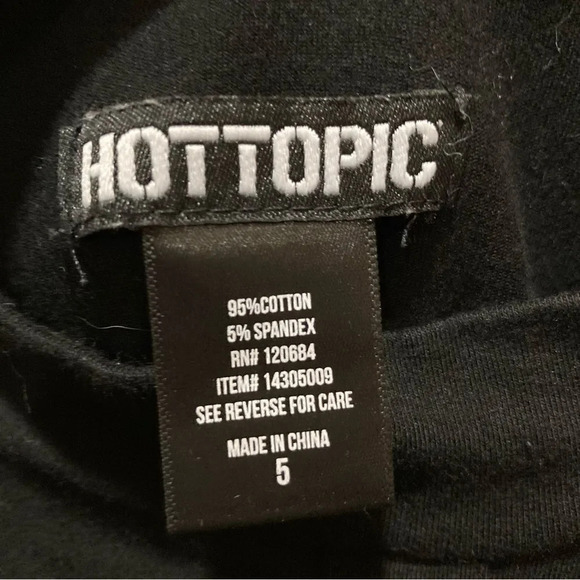 HOTTOPIC
95%COTTON
5% SPANDEX
RN# 120684
ITEM# 14305009
SEE REVERSE FOR CARE
MADE IN CHINA
5